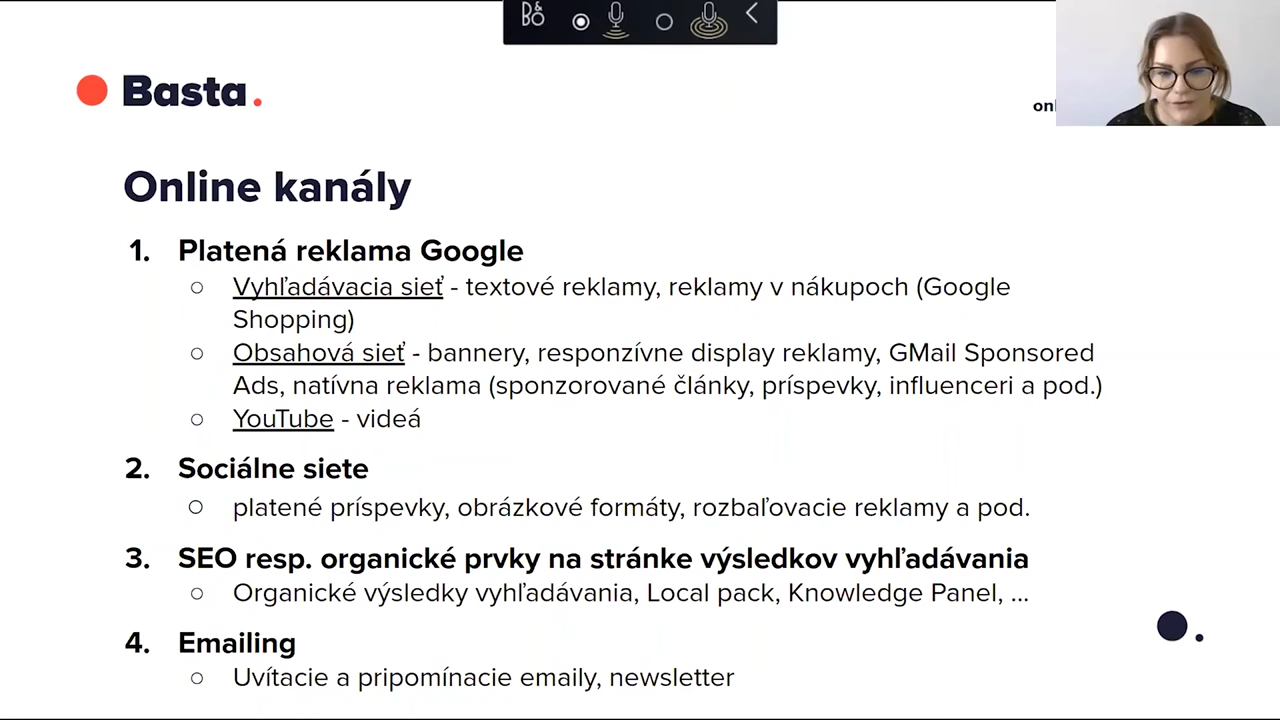 B&O
Basta.
Online kanály
1. Platená reklama Google
○ Vyhľadávacia sieť - textové reklamy, reklamy v nákupoch (Google
Shopping)
○ Obsahová sieť - bannery, responzívne display reklamy, GMail Sponsored
Ads, natívna reklama (sponzorované články, príspevky, influenceri a pod.)
○ YouTube - videá
2. Sociálne siete
○ platené príspevky, obrázkové formáty, rozbaľovacie reklamy a pod.
3. SEO resp. organické prvky na stránke výsledkov vyhľadávania
○ Organické výsledky vyhľadávania, Local pack, Knowledge Panel, ...
4. Emailing
○ Uvítacie a pripomínacie emaily, newsletter